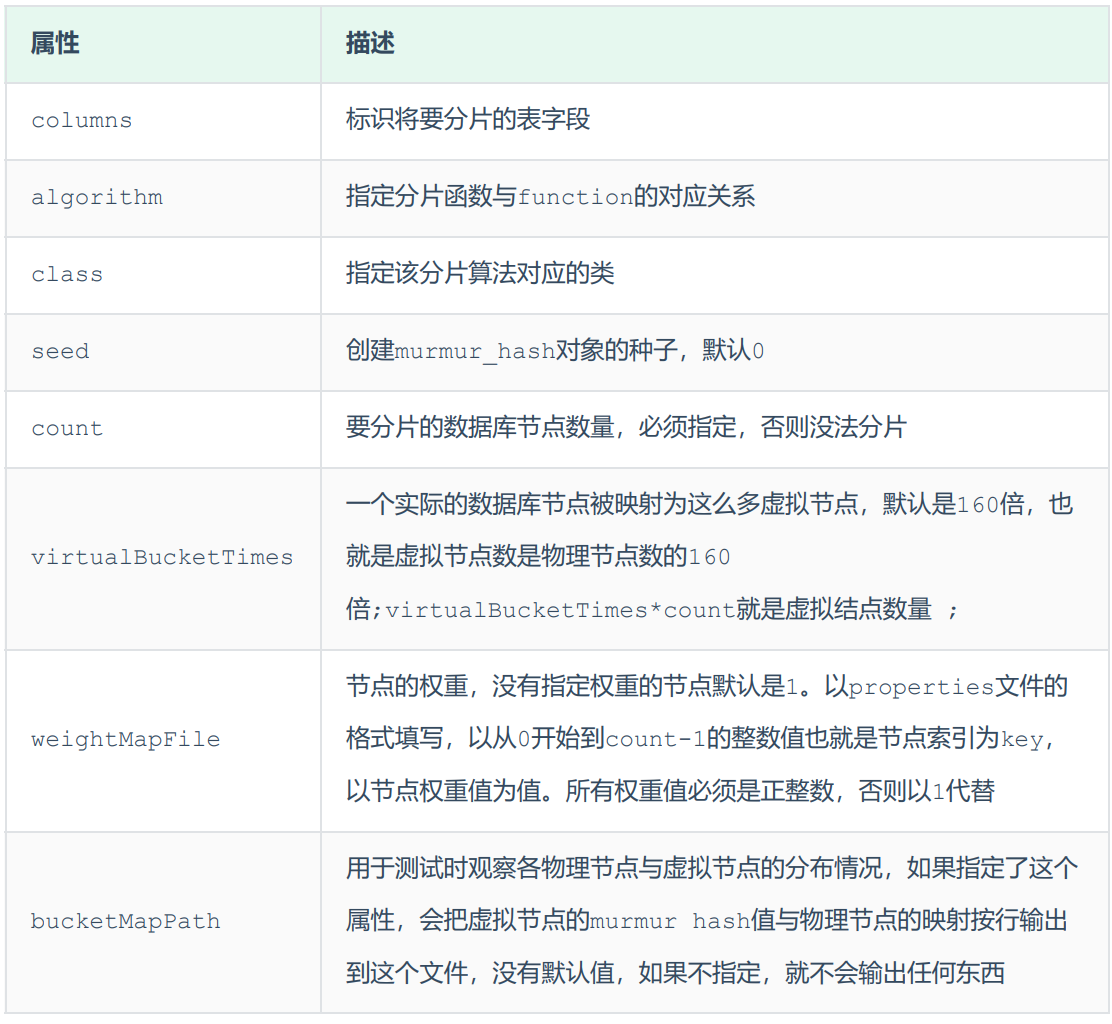 属性 描述
columns 标识将要分片的表字段
algorithm 指定分片函数与function的对应关系
class 指定该分片算法对应的类
seed 创建murmur_hash对象的种子，默认0
count 要分片的数据库节点数量，必须指定，否则没法分片
一个实际的数据库节点被映射为这么多虚拟节点，默认是160倍，也
virtualBucketTimes 就是虚拟节点数是物理节点数的160
倍;virtualBucketTimes*count就是虚拟结点数量 ;
节点的权重，没有指定权重的节点默认是1。以properties文件的
weightMapFile 格式填写，以从0开始到count-1的整数值也就是节点索引为key，
以节点权重值为值。所有权重值必须是正整数，否则以1代替
用于测试时观察各物理节点与虚拟节点的分布情况，如果指定了这个
bucketMapPath 属性，会把虚拟节点的murmur hash值与物理节点的映射按行输出
到这个文件，没有默认值，如果不指定，就不会输出任何东西